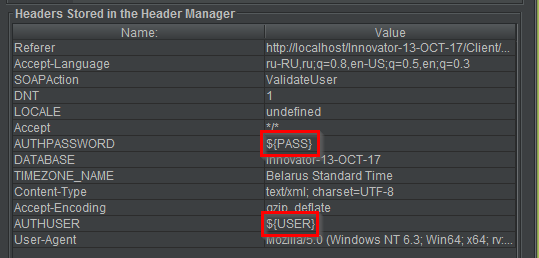 Headers Stored in the Header Manager
Name: Value
Referer http://localhost/Innovator-13-OCT-17/Client/...
Accept-Language ru-RU,ru;q=0.8,en-US;q=0.5,en;q=0.3
SOAPAction ValidateUser
DNT 1
LOCALE undefined
Accept */*
AUTHPASSWORD ${PASS}
DATABASE Innovator-13-OCT-17
TIMEZONE_NAME Belarus Standard Time
Content-Type text/xml; charset=UTF-8
Accept-Encoding gzip, deflate
AUTHUSER ${USER}
User-Agent Mozilla/5.0 (Windows NT 6.3; Win64; x64; rv:...